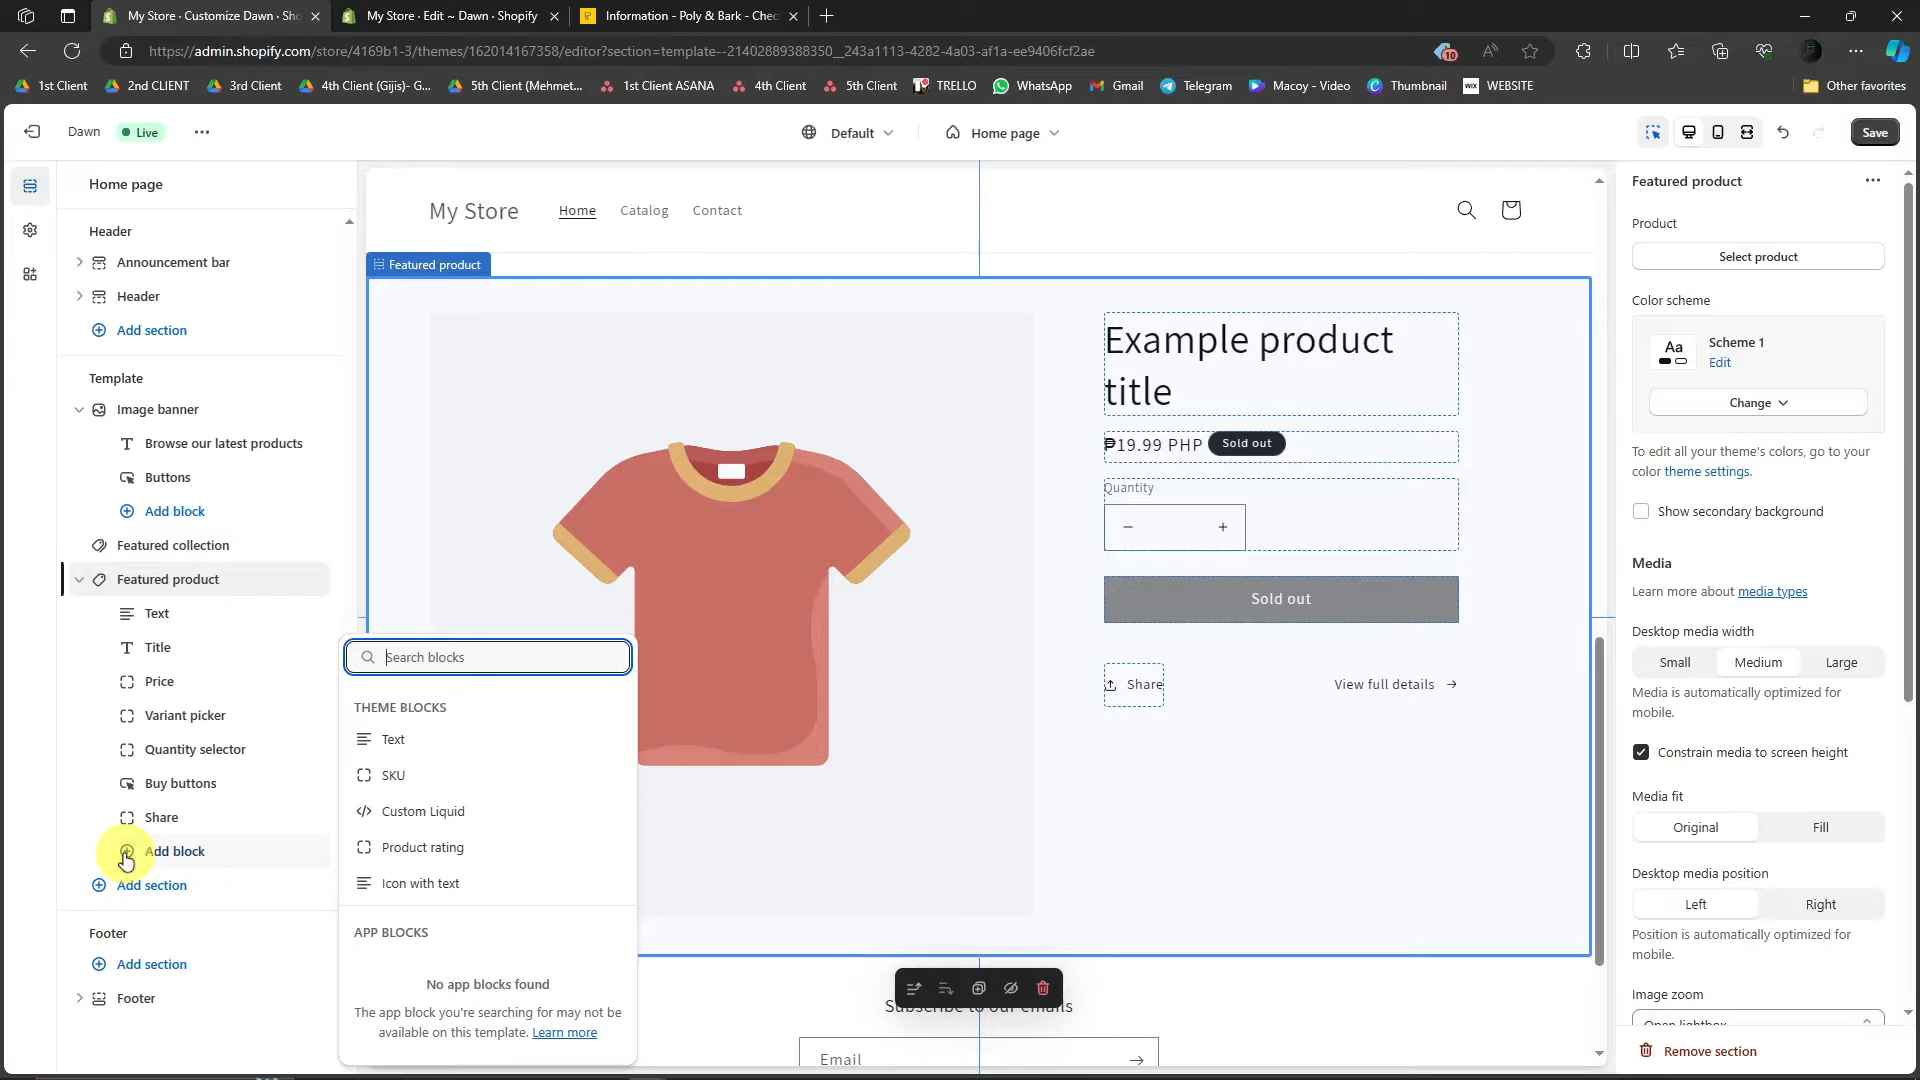 My Store · Customize Dawn · Sho
My Store · Edit ~ Dawn · Shopify
Information - Poly & Bark - Chec
https://admin.shopify.com/store/4169b1-3/themes/162014167358/editor?section=template--21402889388350__243a1113-4282-4a03-af1a-ee9406fcf2ae
10
1st Client
2nd CLIENT
3rd Client
4th Client (Gijis)- G...
5th Client (Mehmet...
1st Client ASANA
4th Client
5th Client
TRELLO
WhatsApp
Gmail
Telegram
Macoy - Video
Thumbnail
WIX
WEBSITE
Other favorites
Dawn
Live
Default
Home page
Save
Home page
Header
Announcement bar
Header
Add section
Template
Image banner
Browse our latest products
Buttons
Add block
Featured collection
Featured product
Text
Title
Price
Variant picker
Quantity selector
Buy buttons
Share
Add block
Add section
Footer
Add section
Footer
Search blocks
THEME BLOCKS
Text
SKU
Custom Liquid
Product rating
Icon with text
APP BLOCKS
No app blocks found
The app block you're searching for may not be
available on this template. Learn more
My Store
Home
Catalog
Contact
Featured product
Example product
title
₱19.99 PHP
Sold out
Quantity
Sold out
Share
View full details
Subscribe to our emails
Email
Featured product
Product
Select product
Color scheme
Aa
Scheme 1
Edit
Change
To edit all your theme's colors, go to your
color theme settings.
Show secondary background
Media
Learn more about media types
Desktop media width
Small
Medium
Large
Media is automatically optimized for
mobile.
Constrain media to screen height
Media fit
Original
Fill
Desktop media position
Left
Right
Position is automatically optimized for
mobile.
Image zoom
Open lightbox
Remove section